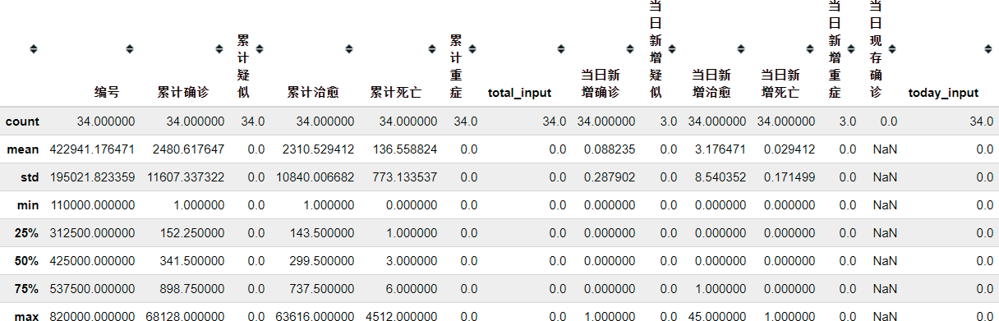 编号 累计确诊 累计疑似 累计治愈 累计死亡 累计重症 total_input 当日新增确诊 当日新增疑似 当日新增治愈 当日新增死亡 当日新增重症 当日现存确诊 today_input
count 34.000000 34.000000 34.0 34.000000 34.000000 34.0 34.0 34.000000 3.0 34.000000 34.000000 3.0 0.0 34.0
mean 422941.176471 2480.617647 0.0 2310.529412 136.558824 0.0 0.0 0.088235 0.0 3.176471 0.029412 0.0 NaN 0.0
std 195021.823359 11607.337322 0.0 10840.006682 773.133537 0.0 0.0 0.287902 0.0 8.540352 0.171499 0.0 NaN 0.0
min 110000.000000 1.000000 0.0 1.000000 0.000000 0.0 0.0 0.000000 0.0 0.000000 0.000000 0.0 NaN 0.0
25% 312500.000000 152.250000 0.0 143.500000 1.000000 0.0 0.0 0.000000 0.0 0.000000 0.000000 0.0 NaN 0.0
50% 425000.000000 341.500000 0.0 299.500000 3.000000 0.0 0.0 0.000000 0.0 0.000000 0.000000 0.0 NaN 0.0
75% 537500.000000 898.750000 0.0 737.500000 6.000000 0.0 0.0 0.000000 0.0 1.000000 0.000000 0.0 NaN 0.0
max 820000.000000 68128.000000 0.0 63616.000000 4512.000000 0.0 0.0 1.000000 0.0 45.000000 1.000000 0.0 NaN 0.0